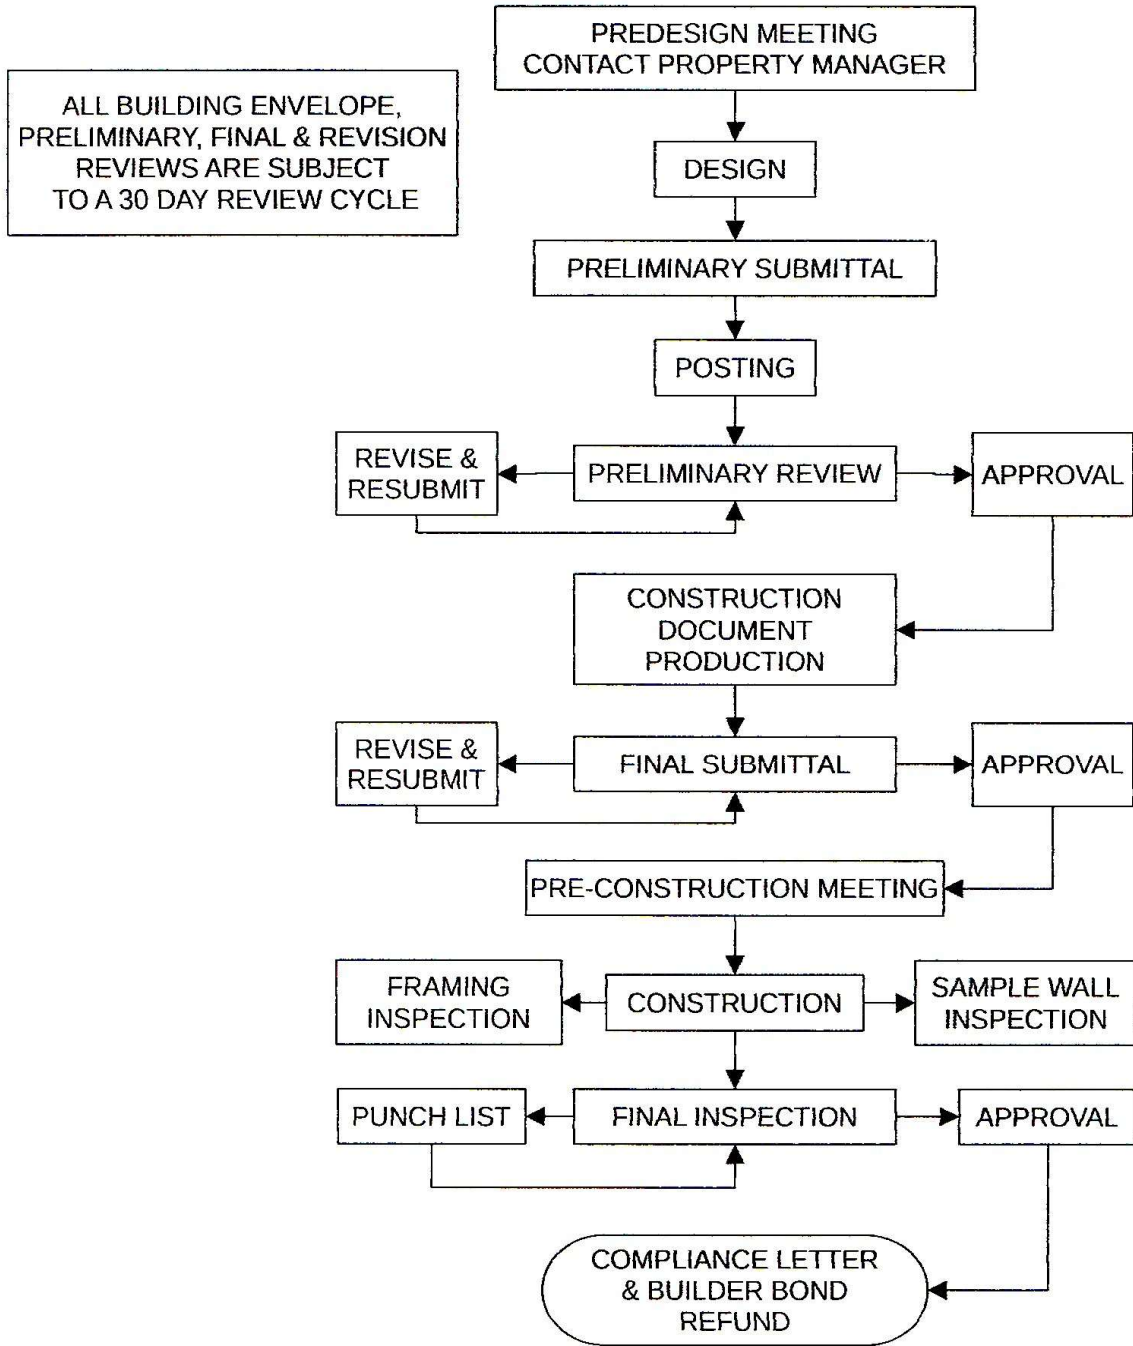 PREDESIGN MEETING
CONTACT PROPERTY MANAGER
ALL BUILDING ENVELOPE,
PRELIMINARY, FINAL & REVISION
REVIEWS ARE SUBJECT
TO A 30 DAY REVIEW CYCLE
DESIGN
PRELIMINARY SUBMITTAL
POSTING
REVISE &
RESUBMIT
PRELIMINARY REVIEW
APPROVAL
CONSTRUCTION
DOCUMENT
PRODUCTION
REVISE &
RESUBMIT
FINAL SUBMITTAL
APPROVAL
PRE-CONSTRUCTION MEETING
FRAMING
INSPECTION
CONSTRUCTION
SAMPLE WALL
INSPECTION
PUNCH LIST
FINAL INSPECTION
APPROVAL
COMPLIANCE LETTER
& BUILDER BOND
REFUND